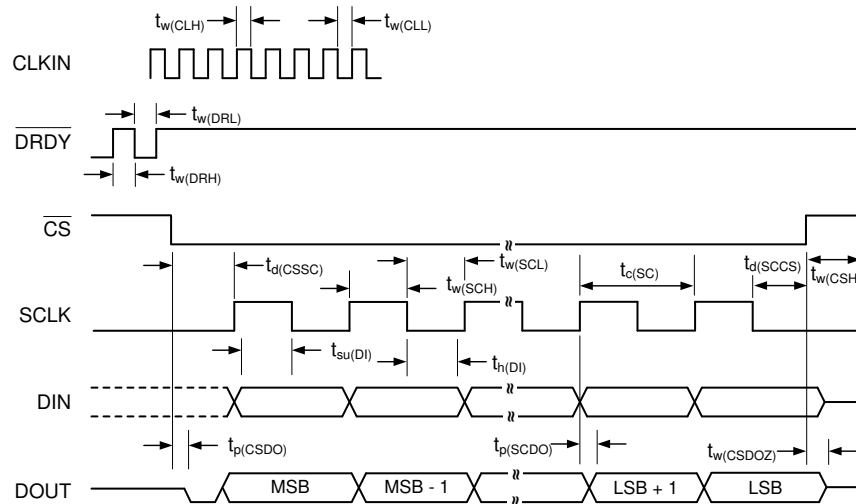 tw(CLH) tw(CLL)
CLKIN
tw(DRL)
DRDY
tw(DRH)
CS
td(CSSC) tw(SCL) tc(SC) td(SCCS)
tw(SCH) tw(CSH)
SCLK
tsu(DI) th(DI)
DIN
tp(CSDO) tp(SCDO) tw(CSDOZ)
DOUT MSB MSB - 1 LSB + 1 LSB